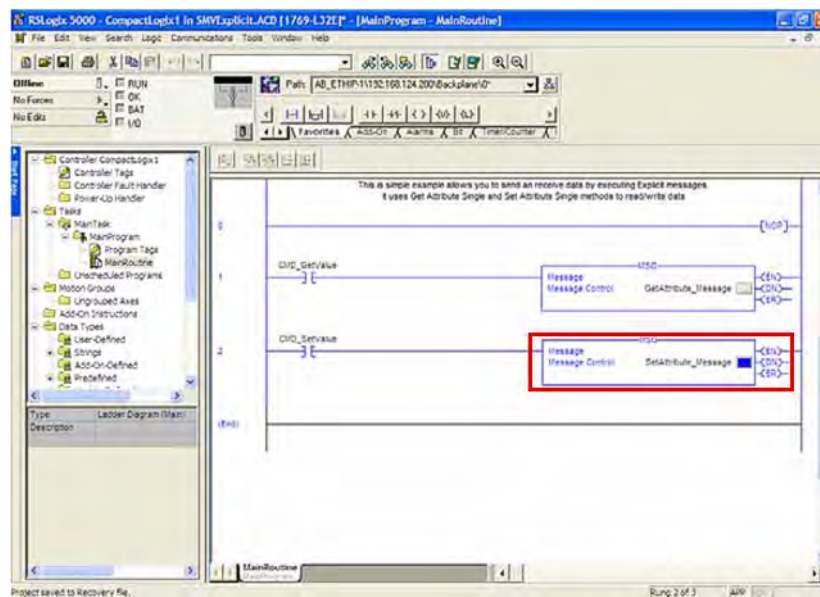 RSLogix 5000 - CompactLogix1 in SMVExplicit.ACD [1769-L32E]* - [MainProgram - MainRoutine]
File Edit View Search Logic Communications Tools Window Help
Offline
RUN
No Forces
OK
BAT
No Edits
I/O
Path: AB_ETHIP-1\192.168.124.200\Backplane\0*
Favorites Add-On Alarms Bit Timer/Counter
Start Page
Controller CompactLogix1
Controller Tags
Controller Fault Handler
Power-Up Handler
Tasks
MainTask
MainProgram
Program Tags
MainRoutine
Unscheduled Programs
Motion Groups
Ungrouped Axes
Add-On Instructions
Data Types
User-Defined
Strings
Add-On-Defined
Predefined
Type Ladder Diagram (Main)
Description
This is simple example allows you to send an receive data by executing Explicit messages.
It uses Get Attribute Single and Set Attribute Single methods to read/write data
0
NOP
CMD_GetValue
MSG
1
Message
EN
Message Control GetAttribute_Message
DN
ER
CMD_SetValue
MSG
2
Message
EN
Message Control SetAttribute_Message
DN
ER
(End)
MainRoutine
Project saved to Recovery file.
Rung 2 of 3
APP